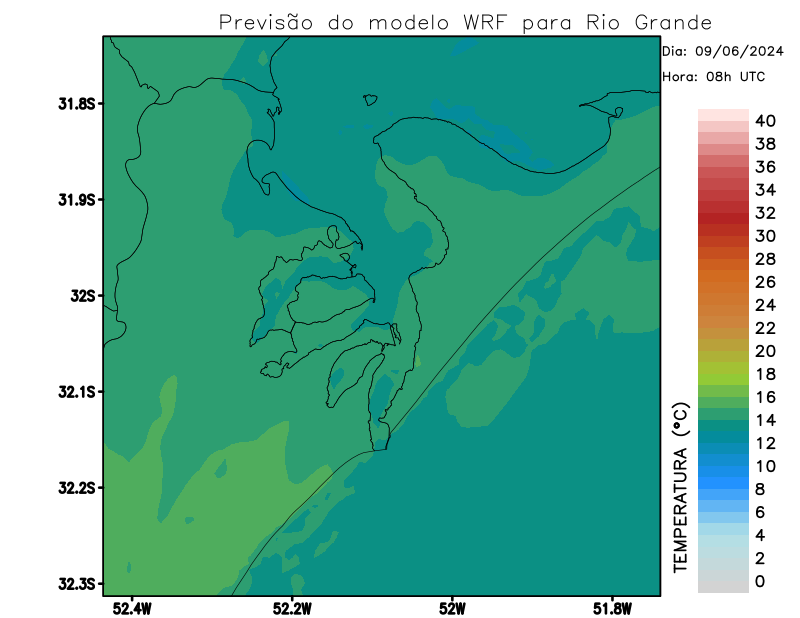 Previsão do modelo WRF para Rio Grande
Dia: 09/06/2024
Hora: 08h UTC
31.8S
31.9S
32S
32.1S
32.2S
32.3S
52.4W
52.2W
52W
51.8W
TEMPERATURA (°C)
40
38
36
34
32
30
28
26
24
22
20
18
16
14
12
10
8
6
4
2
0